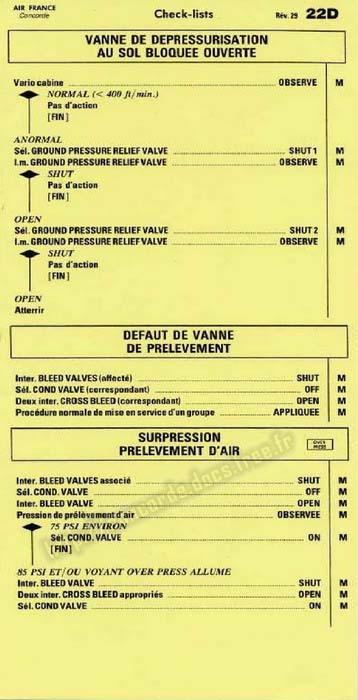 AIR FRANCE
Concorde
Check-lists
Rév. 29 22D
VANNE DE DEPRESSURISATION
AU SOL BLOQUEE OUVERTE
Vario cabine OBSERVE M
NORMAL (< 400 ft/min.)
Pas d'action
[FIN]
ANORMAL
Sél. GROUND PRESSURE RELIEF VALVE SHUT 1 M
I.m. GROUND PRESSURE RELIEF VALVE OBSERVE M
SHUT
Pas d'action
[FIN]
OPEN
Sél. GROUND PRESSURE RELIEF VALVE SHUT 2 M
I.m. GROUND PRESSURE RELIEF VALVE OBSERVE M
SHUT
Pas d'action
[FIN]
OPEN
Atterrir
DEFAUT DE VANNE
DE PRELEVEMENT
Inter. BLEED VALVES (affecté) SHUT M
Sél. COND VALVE (correspondant) OFF M
Deux inter. CROSS BLEED (correspondant) OPEN M
Procédure normale de mise en service d'un groupe APPLIQUEE M
SURPRESSION
PRELEVEMENT D'AIR
OVER
PRESS
Inter. BLEED VALVES associé SHUT M
Sél. COND. VALVE OFF M
Inter. BLEED VALVE OPEN M
Pression de prélèvement d'air OBSERVEE M
75 PSI ENVIRON
Sél. COND. VALVE ON M
[FIN]
85 PSI ET/OU VOYANT OVER PRESS ALLUME
Inter. BLEED VALVE SHUT M
Deux inter. CROSS BLEED appropriés OPEN M
Sél. COND VALVE ON M